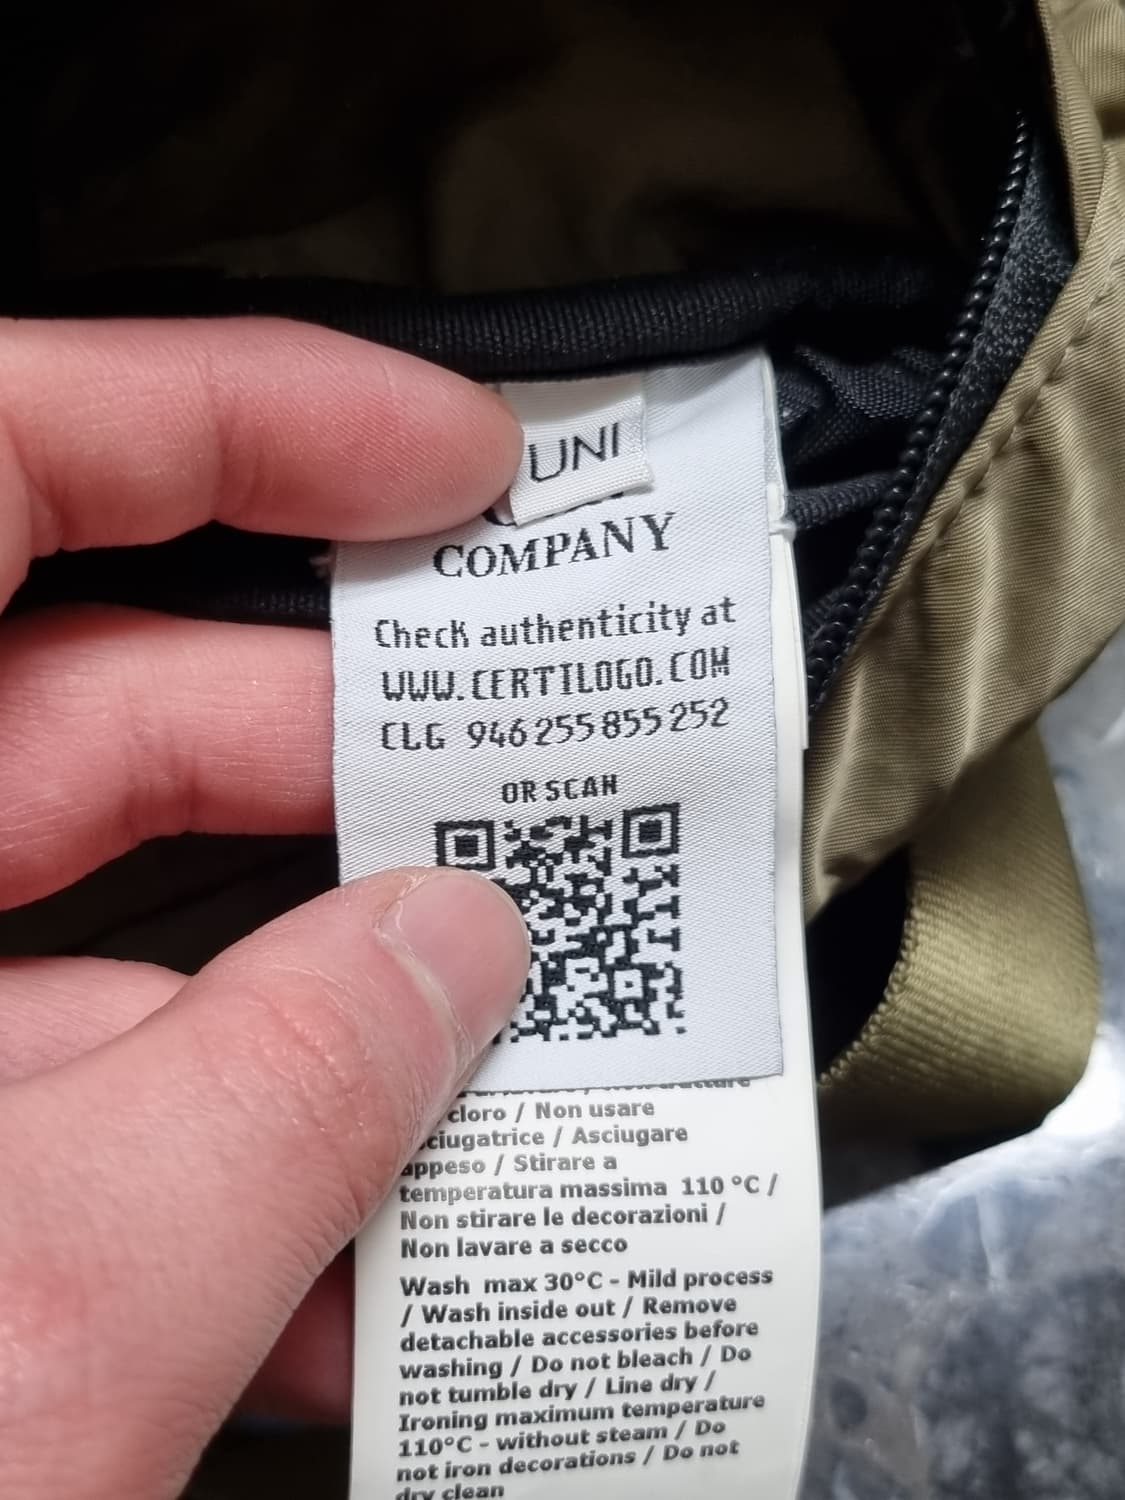 UNI
COMPANY
Check authenticity at
WWW.CERTILOGO.COM
CLG 946 255 855 252
OR SCAN
cloro / Non usare
ciugatrice / Asciugare
appeso / Stirare a
temperatura massima 110 °C /
Non stirare le decorazioni /
Non lavare a secco
Wash max 30°C - Mild process
/ Wash inside out / Remove
detachable accessories before
washing / Do not bleach / Do
not tumble dry / Line dry /
Ironing maximum temperature
110°C - without steam / Do
not iron decorations / Do not
dry clean